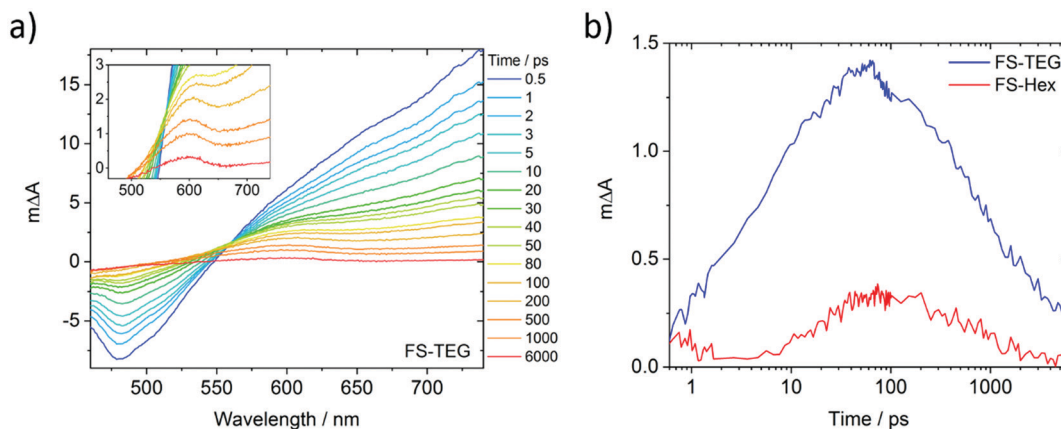 a)
mΔA
15
10
5
0
-5
3
2
1
0
500 600 700
500 550 600 650 700
Wavelength / nm
FS-TEG
Time / ps
0.5
1
2
3
5
10
20
30
40
50
80
100
200
500
1000
6000
b)
mΔA
1.5
1.0
0.5
0.0
FS-TEG
FS-Hex
1 10 100 1000
Time / ps